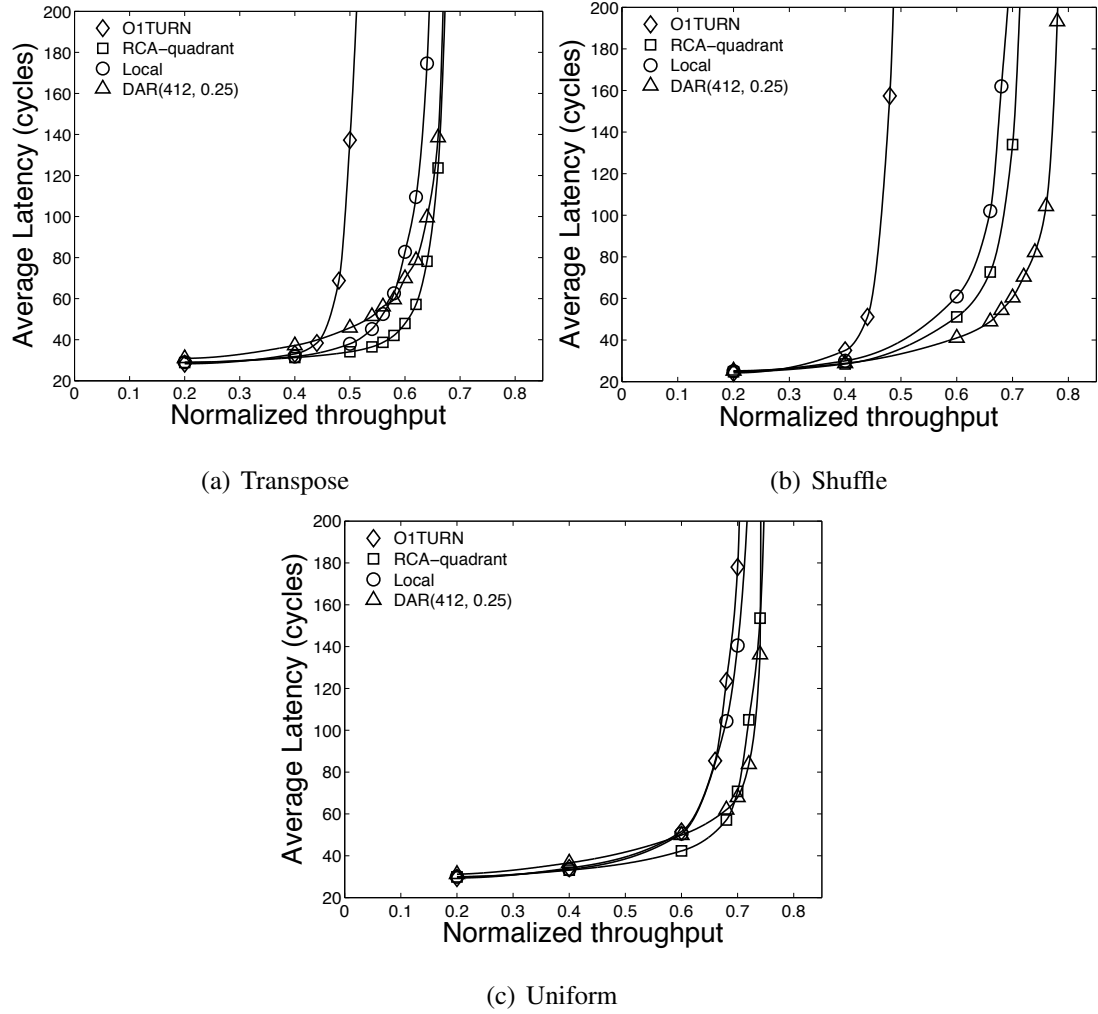 200
180
160
140
120
100
80
60
40
20
Average Latency (cycles)
O1TURN
RCA−quadrant
Local
DAR(412, 0.25)
0 0.1 0.2 0.3 0.4 0.5 0.6 0.7 0.8
Normalized throughput
(a) Transpose
200
180
160
140
120
100
80
60
40
20
Average Latency (cycles)
O1TURN
RCA−quadrant
Local
DAR(412, 0.25)
0 0.1 0.2 0.3 0.4 0.5 0.6 0.7 0.8
Normalized throughput
(b) Shuffle
200
180
160
140
120
100
80
60
40
20
Average Latency (cycles)
O1TURN
RCA−quadrant
Local
DAR(412, 0.25)
0 0.1 0.2 0.3 0.4 0.5 0.6 0.7 0.8
Normalized throughput
(c) Uniform